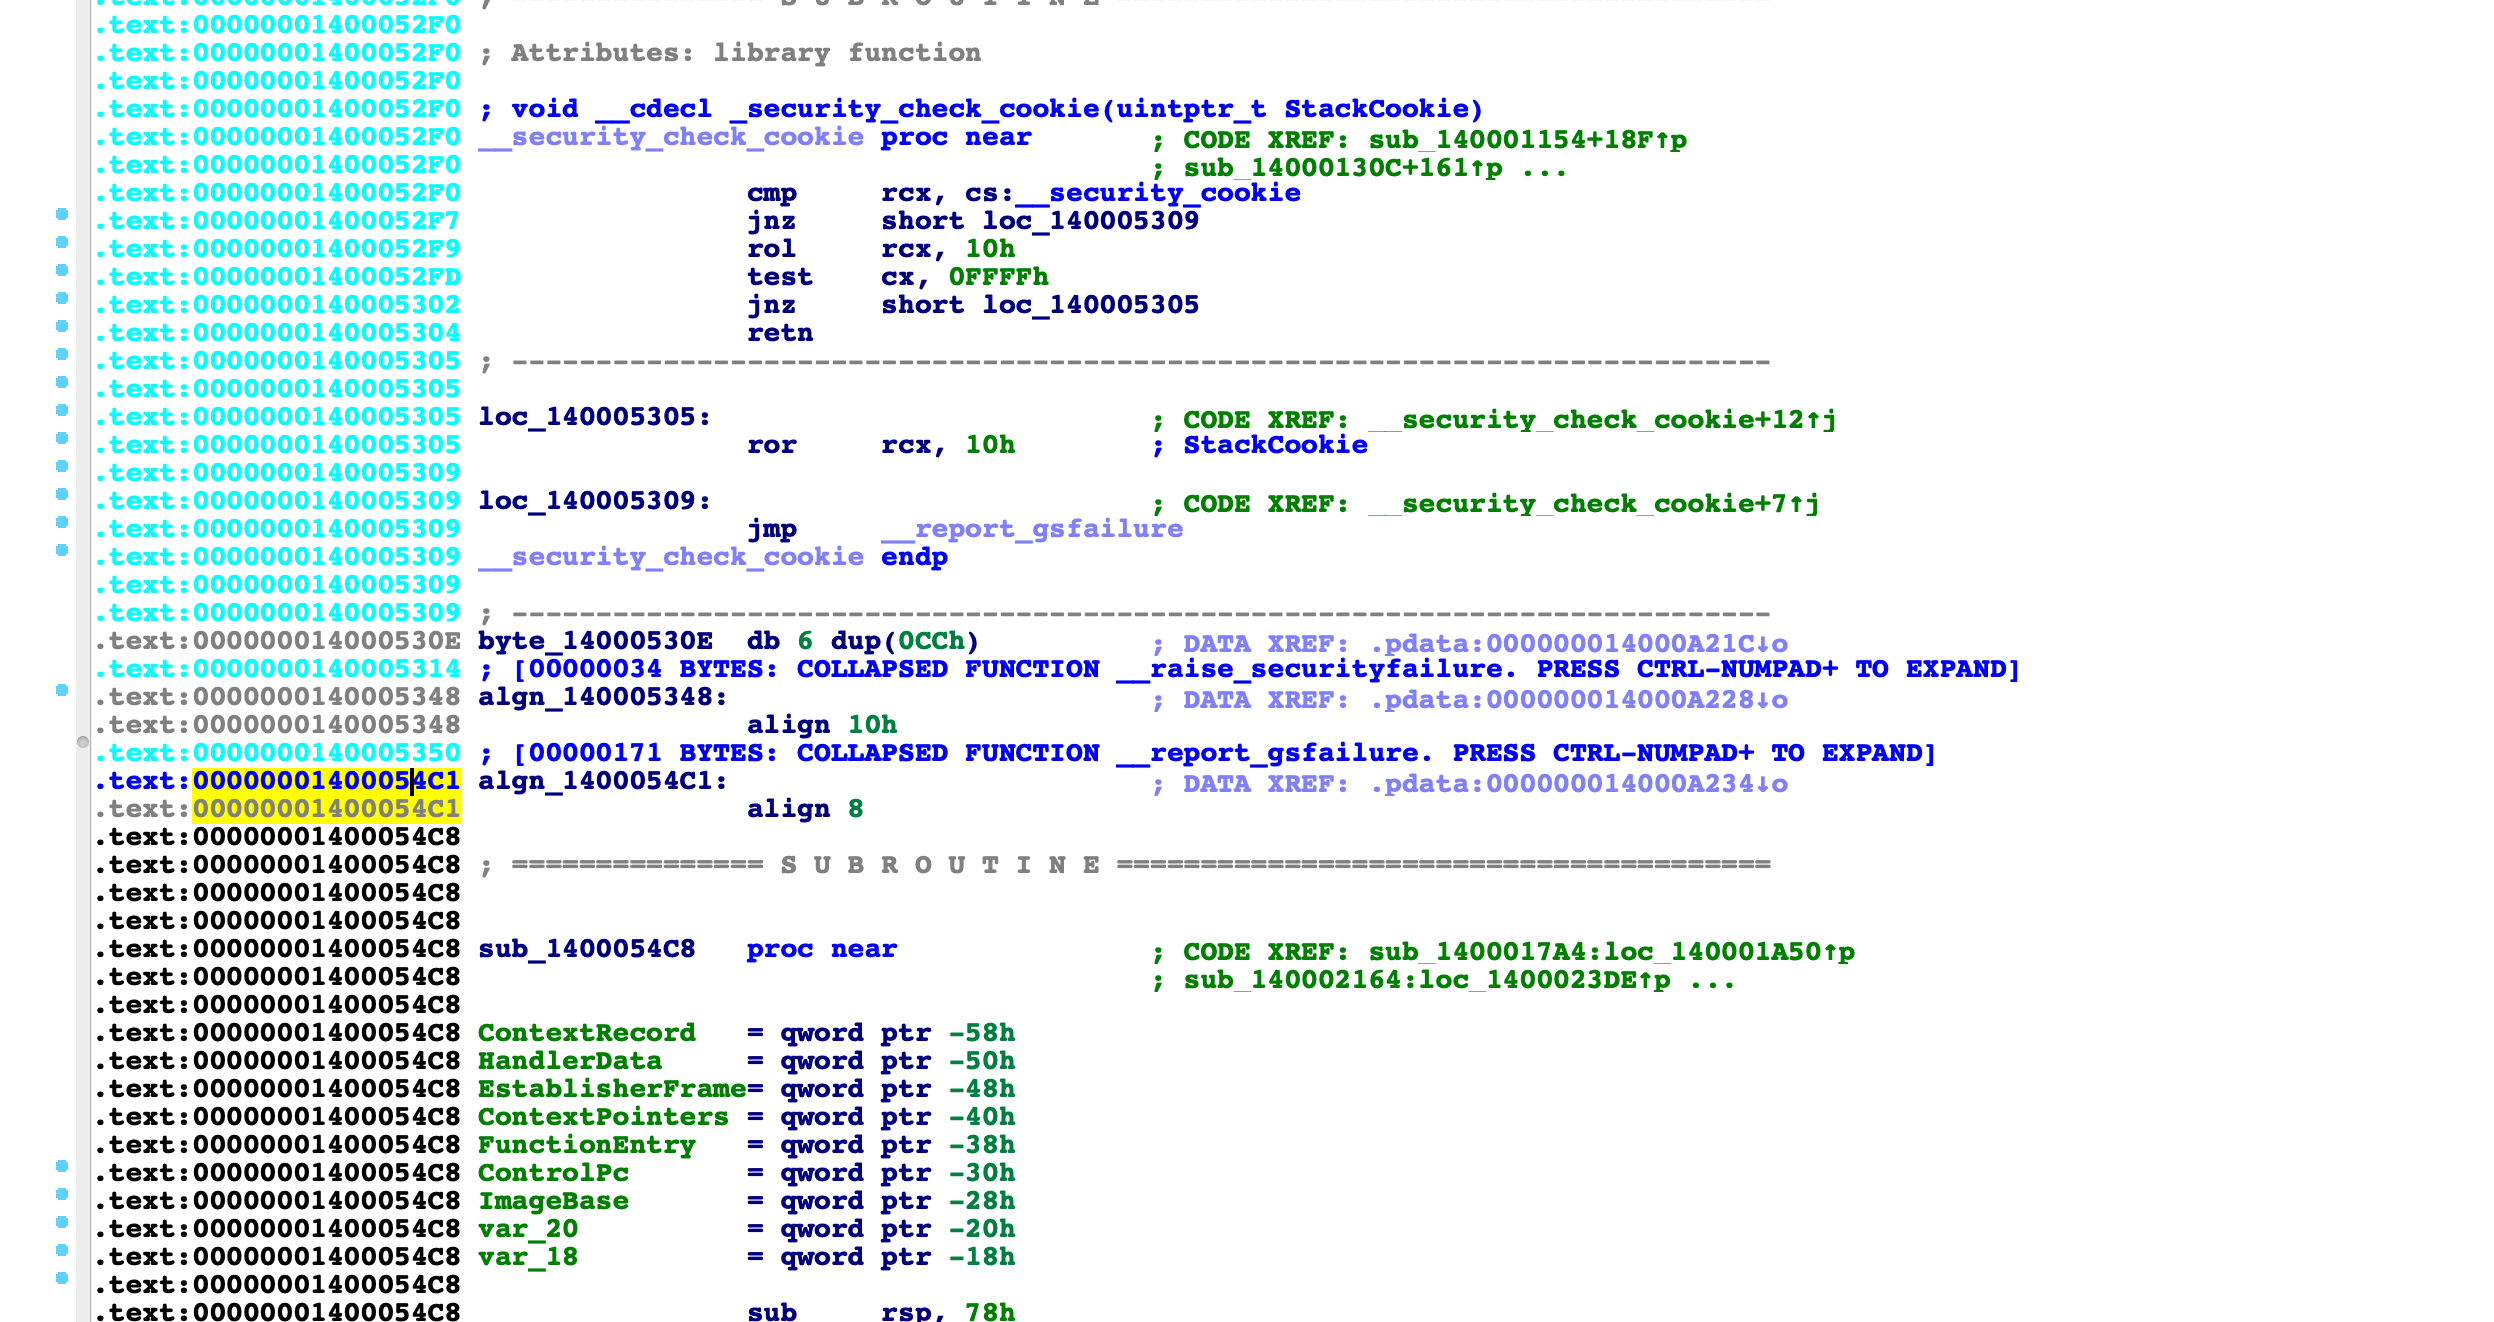 .text:00000001400052F0 ; =============== S U B R O U T I N E =======================================
.text:00000001400052F0
.text:00000001400052F0 ; Attributes: library function
.text:00000001400052F0
.text:00000001400052F0 ; void __cdecl _security_check_cookie(uintptr_t StackCookie)
.text:00000001400052F0 __security_check_cookie proc near ; CODE XREF: sub_140001154+18F↑p
.text:00000001400052F0 ; sub_14000130C+161↑p ...
.text:00000001400052F0 cmp rcx, cs:__security_cookie
.text:00000001400052F7 jnz short loc_140005309
.text:00000001400052F9 rol rcx, 10h
.text:00000001400052FD test cx, 0FFFFh
.text:0000000140005302 jnz short loc_140005305
.text:0000000140005304 retn
.text:0000000140005305 ; ---------------------------------------------------------------------------
.text:0000000140005305
.text:0000000140005305 loc_140005305: ; CODE XREF: __security_check_cookie+12↑j
.text:0000000140005305 ror rcx, 10h ; StackCookie
.text:0000000140005309
.text:0000000140005309 loc_140005309: ; CODE XREF: __security_check_cookie+7↑j
.text:0000000140005309 jmp __report_gsfailure
.text:0000000140005309 __security_check_cookie endp
.text:0000000140005309
.text:0000000140005309 ; ---------------------------------------------------------------------------
.text:000000014000530E byte_14000530E db 6 dup(0CCh) ; DATA XREF: .pdata:000000014000A21C↓o
.text:0000000140005314 ; [00000034 BYTES: COLLAPSED FUNCTION __raise_securityfailure. PRESS CTRL-NUMPAD+ TO EXPAND]
.text:0000000140005348 algn_140005348: ; DATA XREF: .pdata:000000014000A228↓o
.text:0000000140005348 align 10h
.text:0000000140005350 ; [00000171 BYTES: COLLAPSED FUNCTION __report_gsfailure. PRESS CTRL-NUMPAD+ TO EXPAND]
.text:00000001400054C1 algn_1400054C1: ; DATA XREF: .pdata:000000014000A234↓o
.text:00000001400054C1 align 8
.text:00000001400054C8
.text:00000001400054C8 ; =============== S U B R O U T I N E =======================================
.text:00000001400054C8
.text:00000001400054C8
.text:00000001400054C8 sub_1400054C8 proc near ; CODE XREF: sub_1400017A4:loc_140001A50↑p
.text:00000001400054C8 ; sub_140002164:loc_1400023DE↑p ...
.text:00000001400054C8
.text:00000001400054C8 ContextRecord = qword ptr -58h
.text:00000001400054C8 HandlerData = qword ptr -50h
.text:00000001400054C8 EstablisherFrame= qword ptr -48h
.text:00000001400054C8 ContextPointers = qword ptr -40h
.text:00000001400054C8 FunctionEntry = qword ptr -38h
.text:00000001400054C8 ControlPc = qword ptr -30h
.text:00000001400054C8 ImageBase = qword ptr -28h
.text:00000001400054C8 var_20 = qword ptr -20h
.text:00000001400054C8 var_18 = qword ptr -18h
.text:00000001400054C8
.text:00000001400054C8 sub rsp, 78h